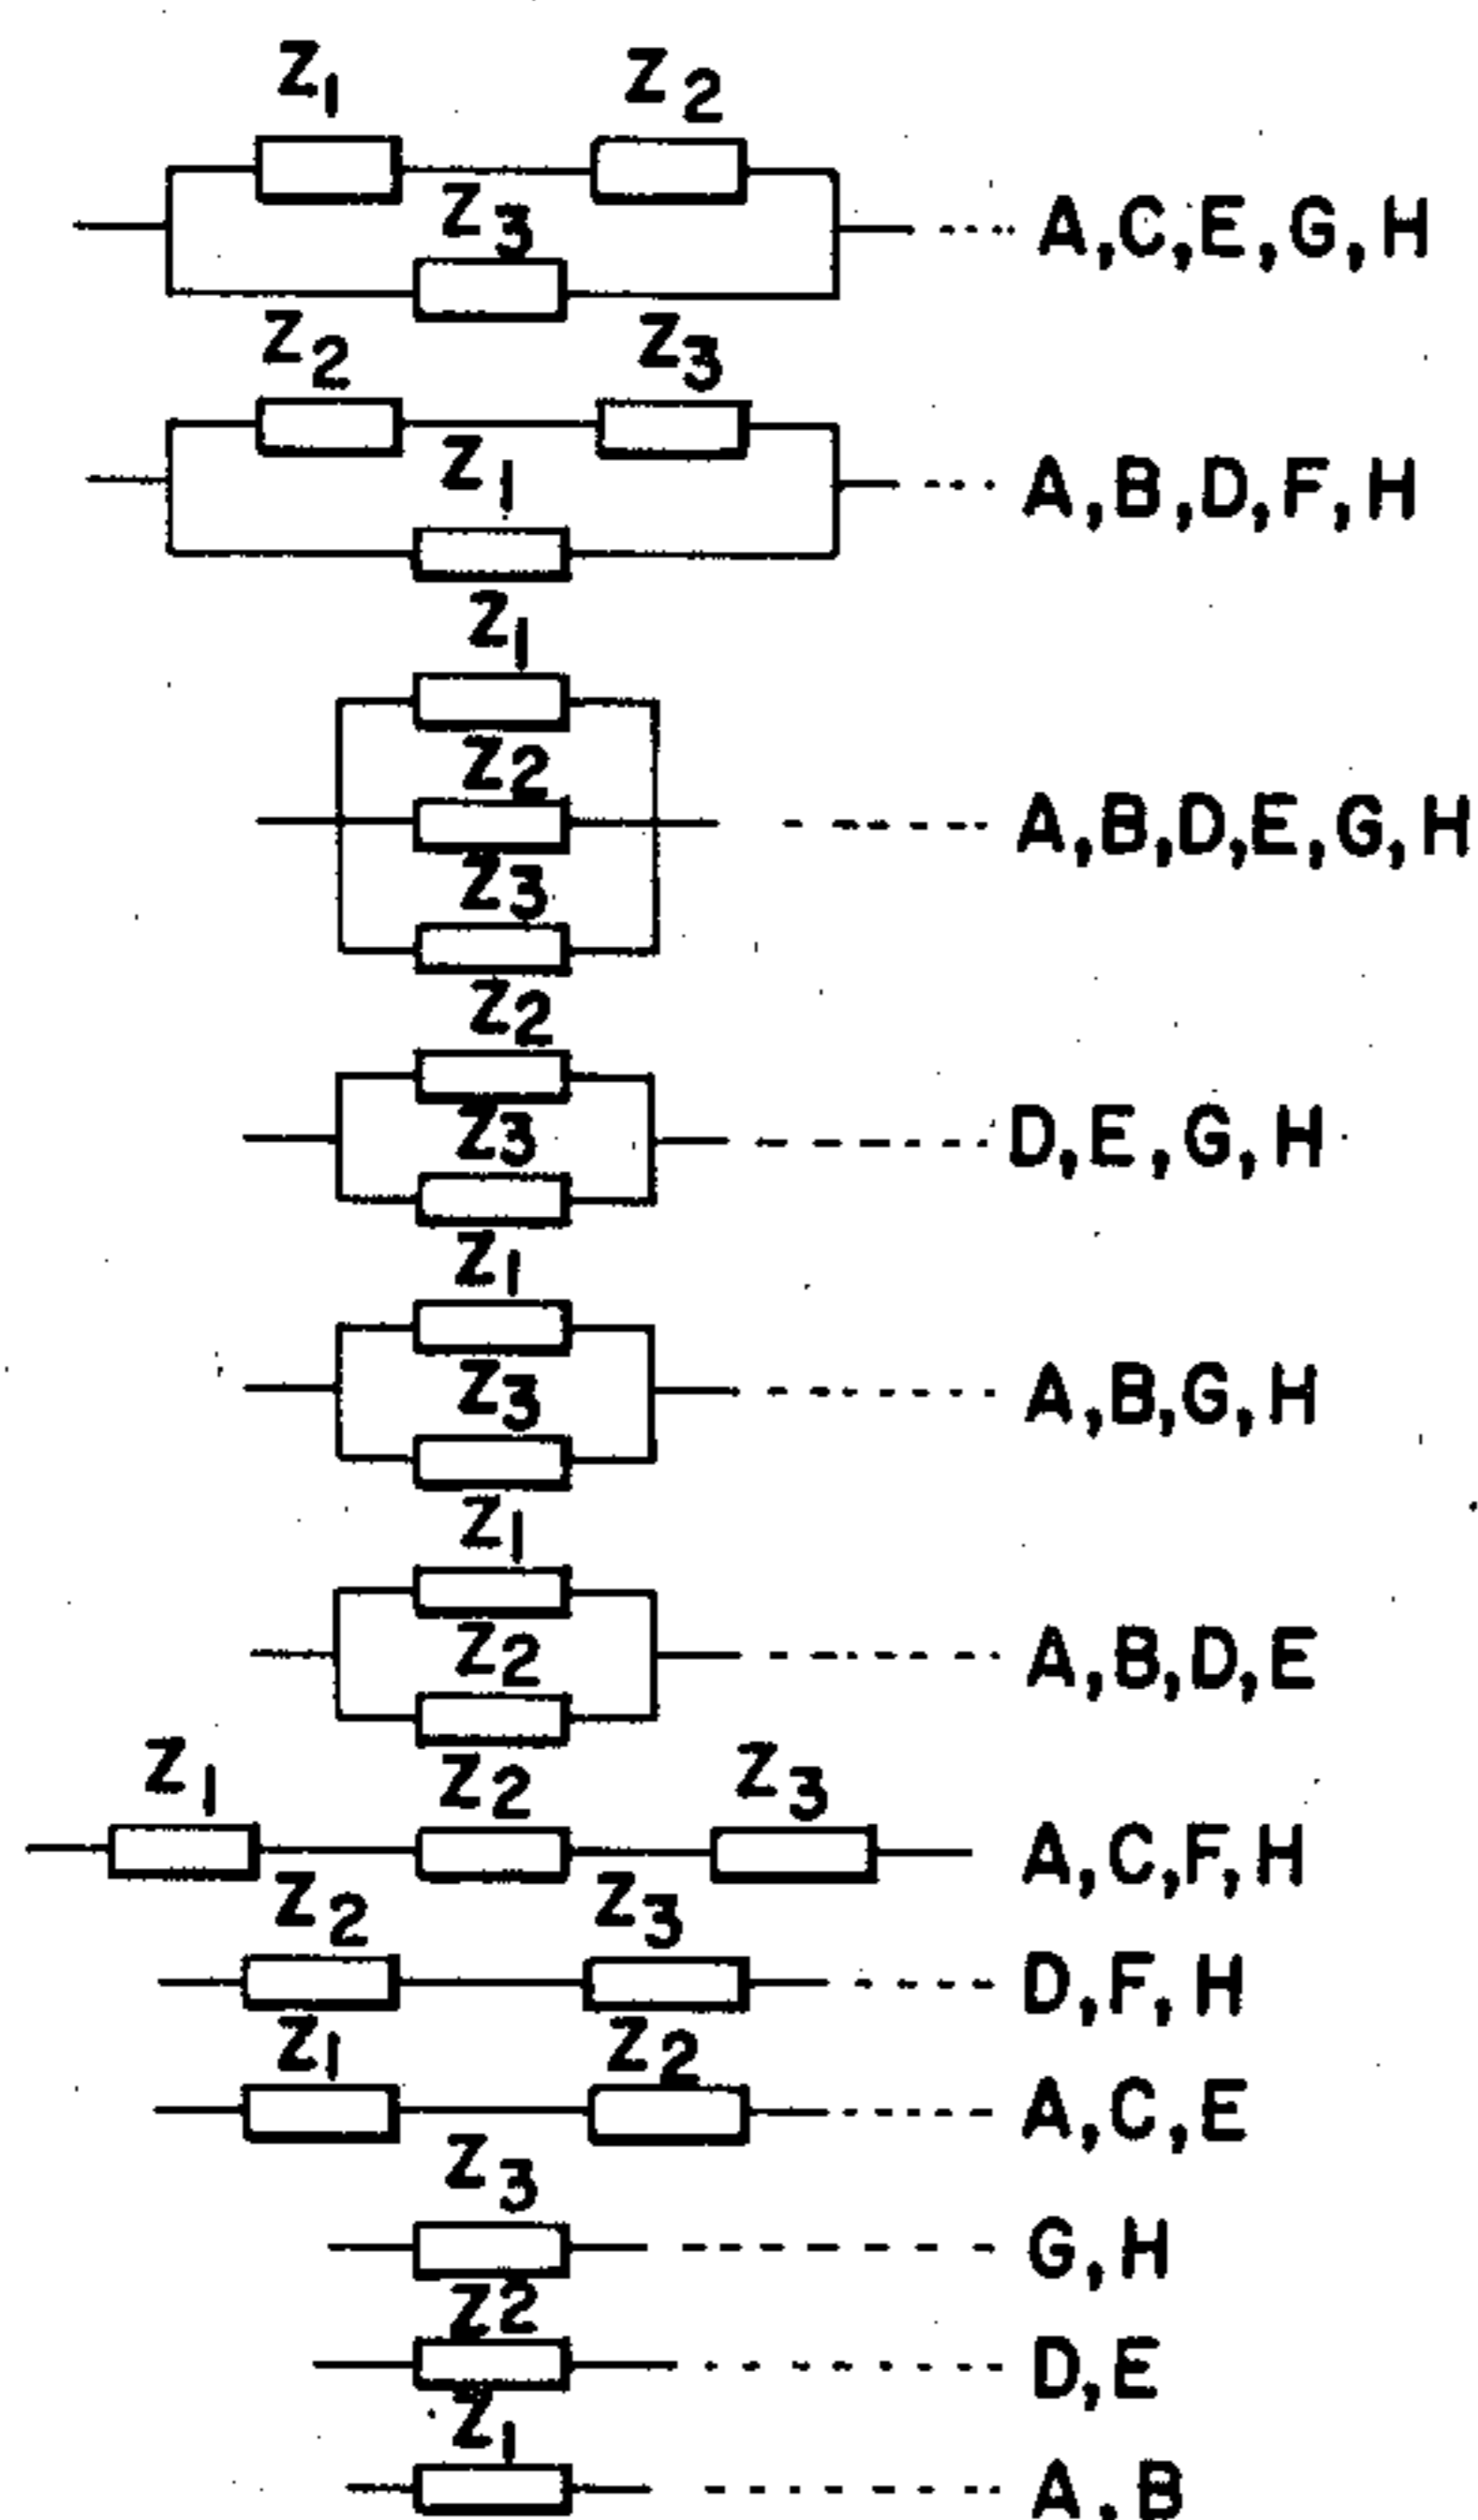 Z1 Z2
Z3 A,C,E,G,H
Z2 Z3
Z1 A,B,D,F,H
Z1
Z2 A,B,D,E,G,H
Z3
Z2
Z3 D,E,G,H
Z1
Z3 A,B,G,H
Z1
Z2 A,B,D,E
Z1 Z2 Z3
A,C,F,H
Z2 Z3
D,F,H
Z1 Z2
A,C,E
Z3
G,H
Z2
D,E
Z1
A,B